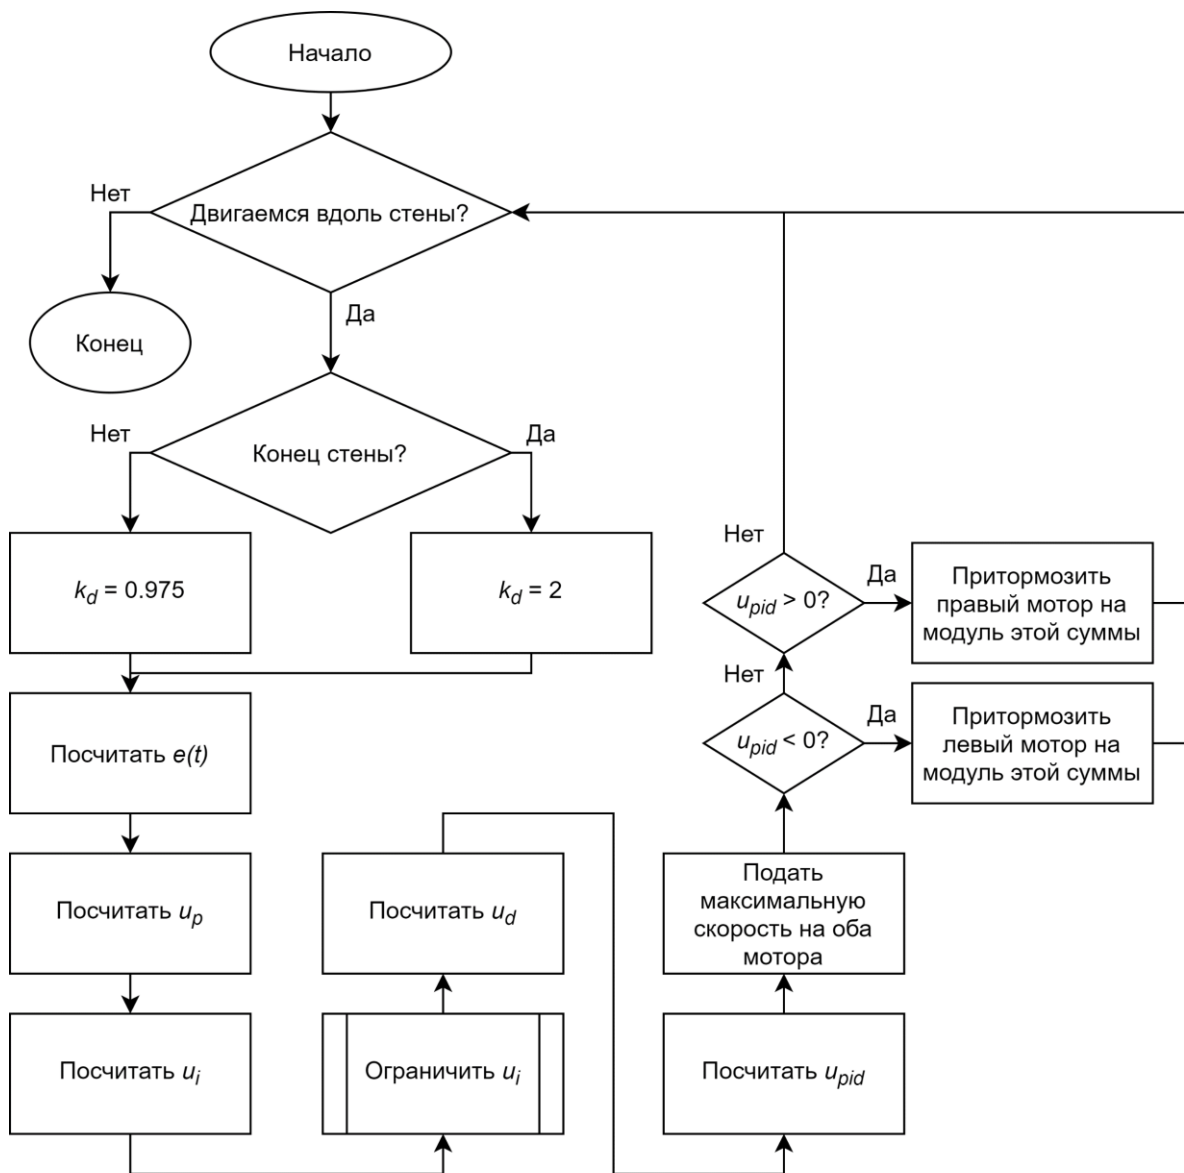 Начало
Нет
Двигаемся вдоль стены?
Конец
Да
Нет
Да
Конец стены?
k_d = 0.975
k_d = 2
Посчитать e(t)
Посчитать u_p
Посчитать u_i
Ограничить u_i
Посчитать u_d
Посчитать u_pid
Подать
максимальную
скорость на оба
мотора
u_pid < 0?
Да
Притормозить
левый мотор на
модуль этой суммы
Нет
u_pid > 0?
Да
Притормозить
правый мотор на
модуль этой суммы
Нет